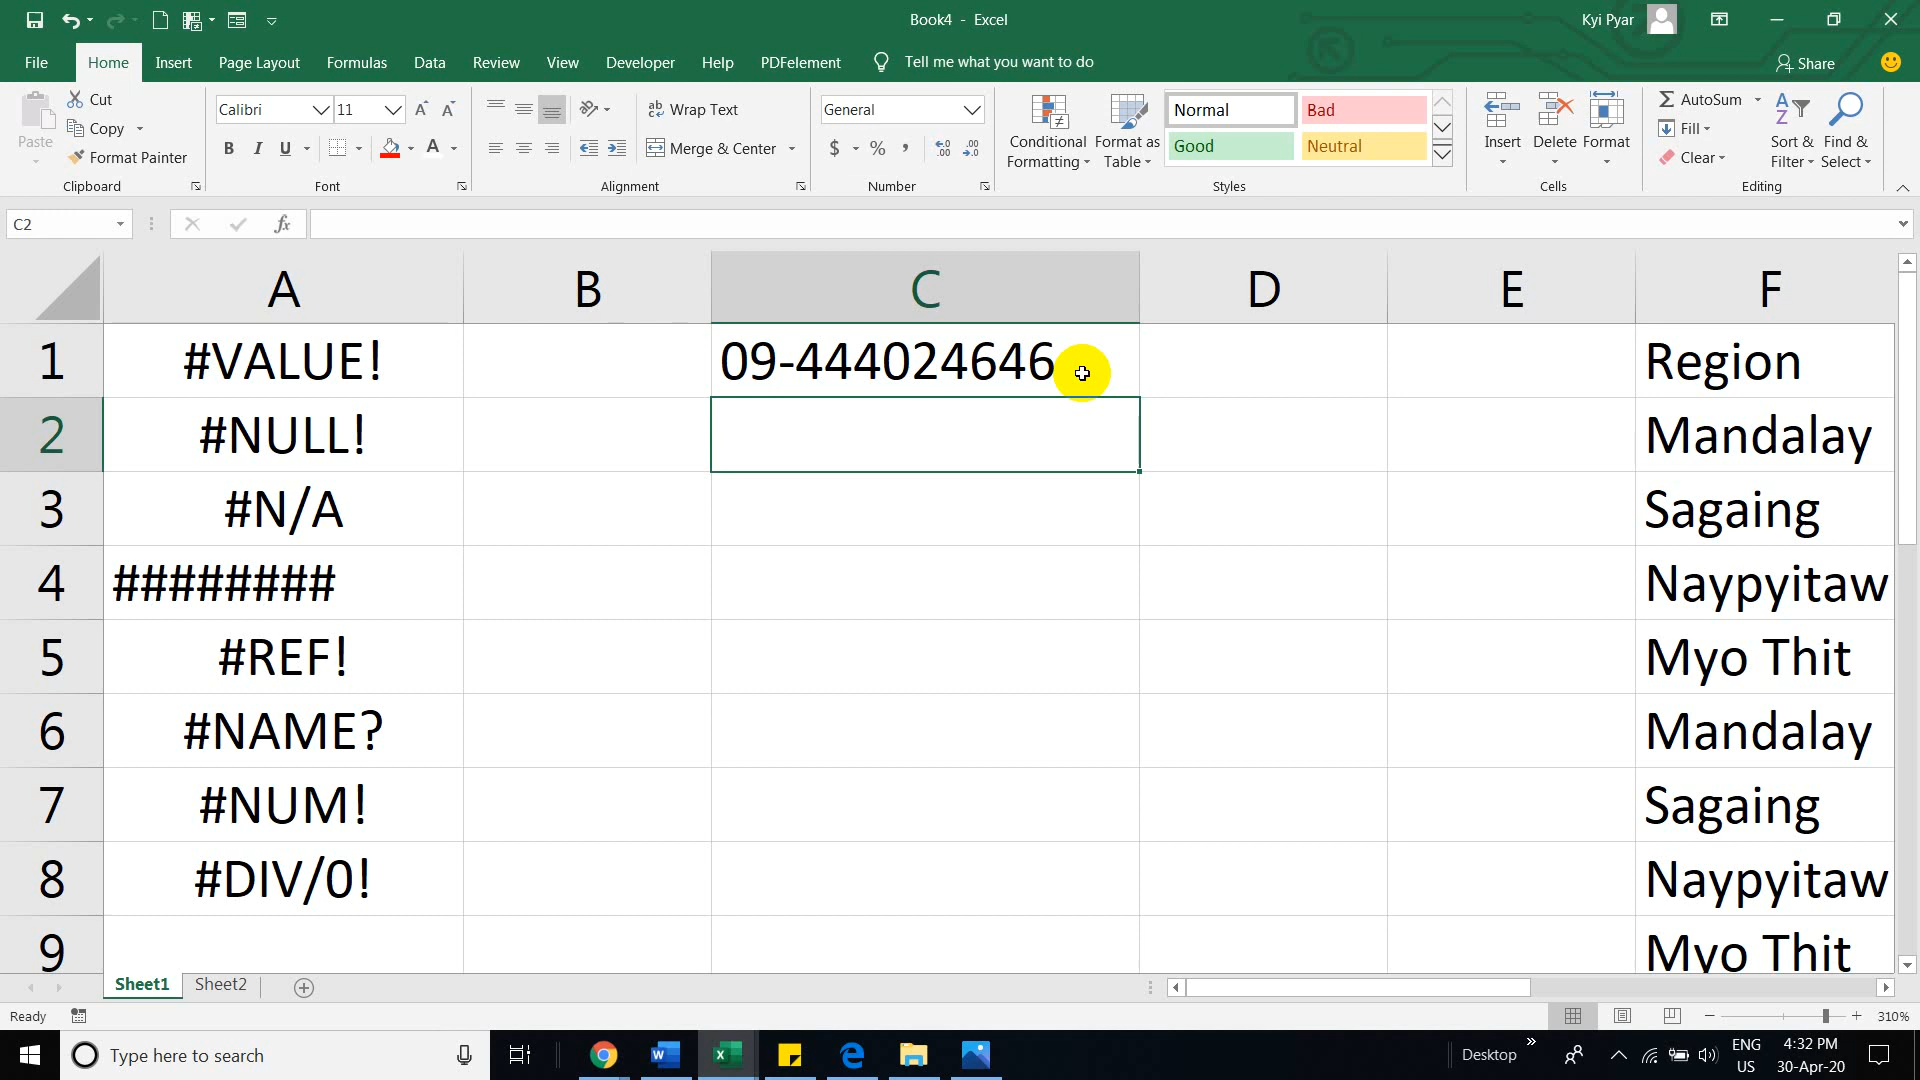 Book4 - Excel
Kyi Pyar
File Home Insert Page Layout Formulas Data Review View Developer Help PDFelement Tell me what you want to do Share
Paste
Cut
Copy
Format Painter
Clipboard
Calibri 11
B I U A
Font
Wrap Text
Merge & Center
Alignment
General
$ % ,
Number
Conditional Formatting
Format as Table
Normal Bad
Good Neutral
Styles
Insert Delete Format
Cells
AutoSum
Fill
Clear
Sort & Filter
Find & Select
Editing
C2 fx
A B C D E F
1 #VALUE! 09-444024646 Region
2 #NULL! Mandalay
3 #N/A Sagaing
4 ######## Naypyitaw
5 #REF! Myo Thit
6 #NAME? Mandalay
7 #NUM! Sagaing
8 #DIV/0! Naypyitaw
9 Myo Thit
Sheet1 Sheet2
Ready 310%
Type here to search
Desktop
ENG
US
4:32 PM
30-Apr-20